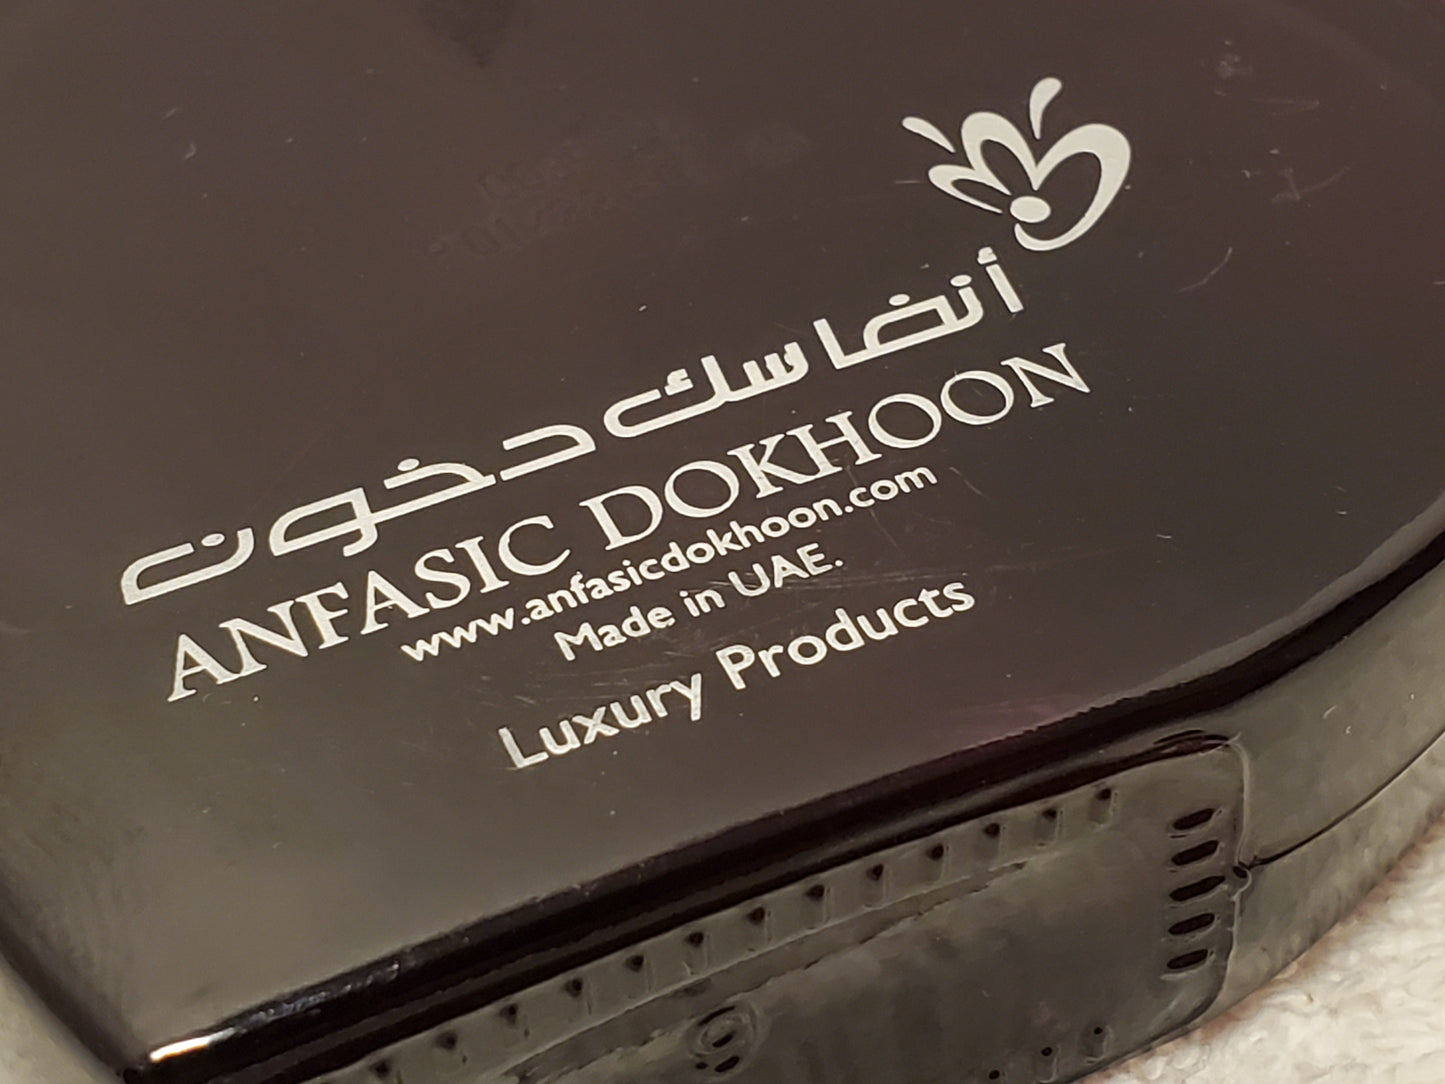 أنفاسك دخون
ANFASIC DOKHOON
www.anfasicdokhoon.com
Made in UAE.
Luxury Products